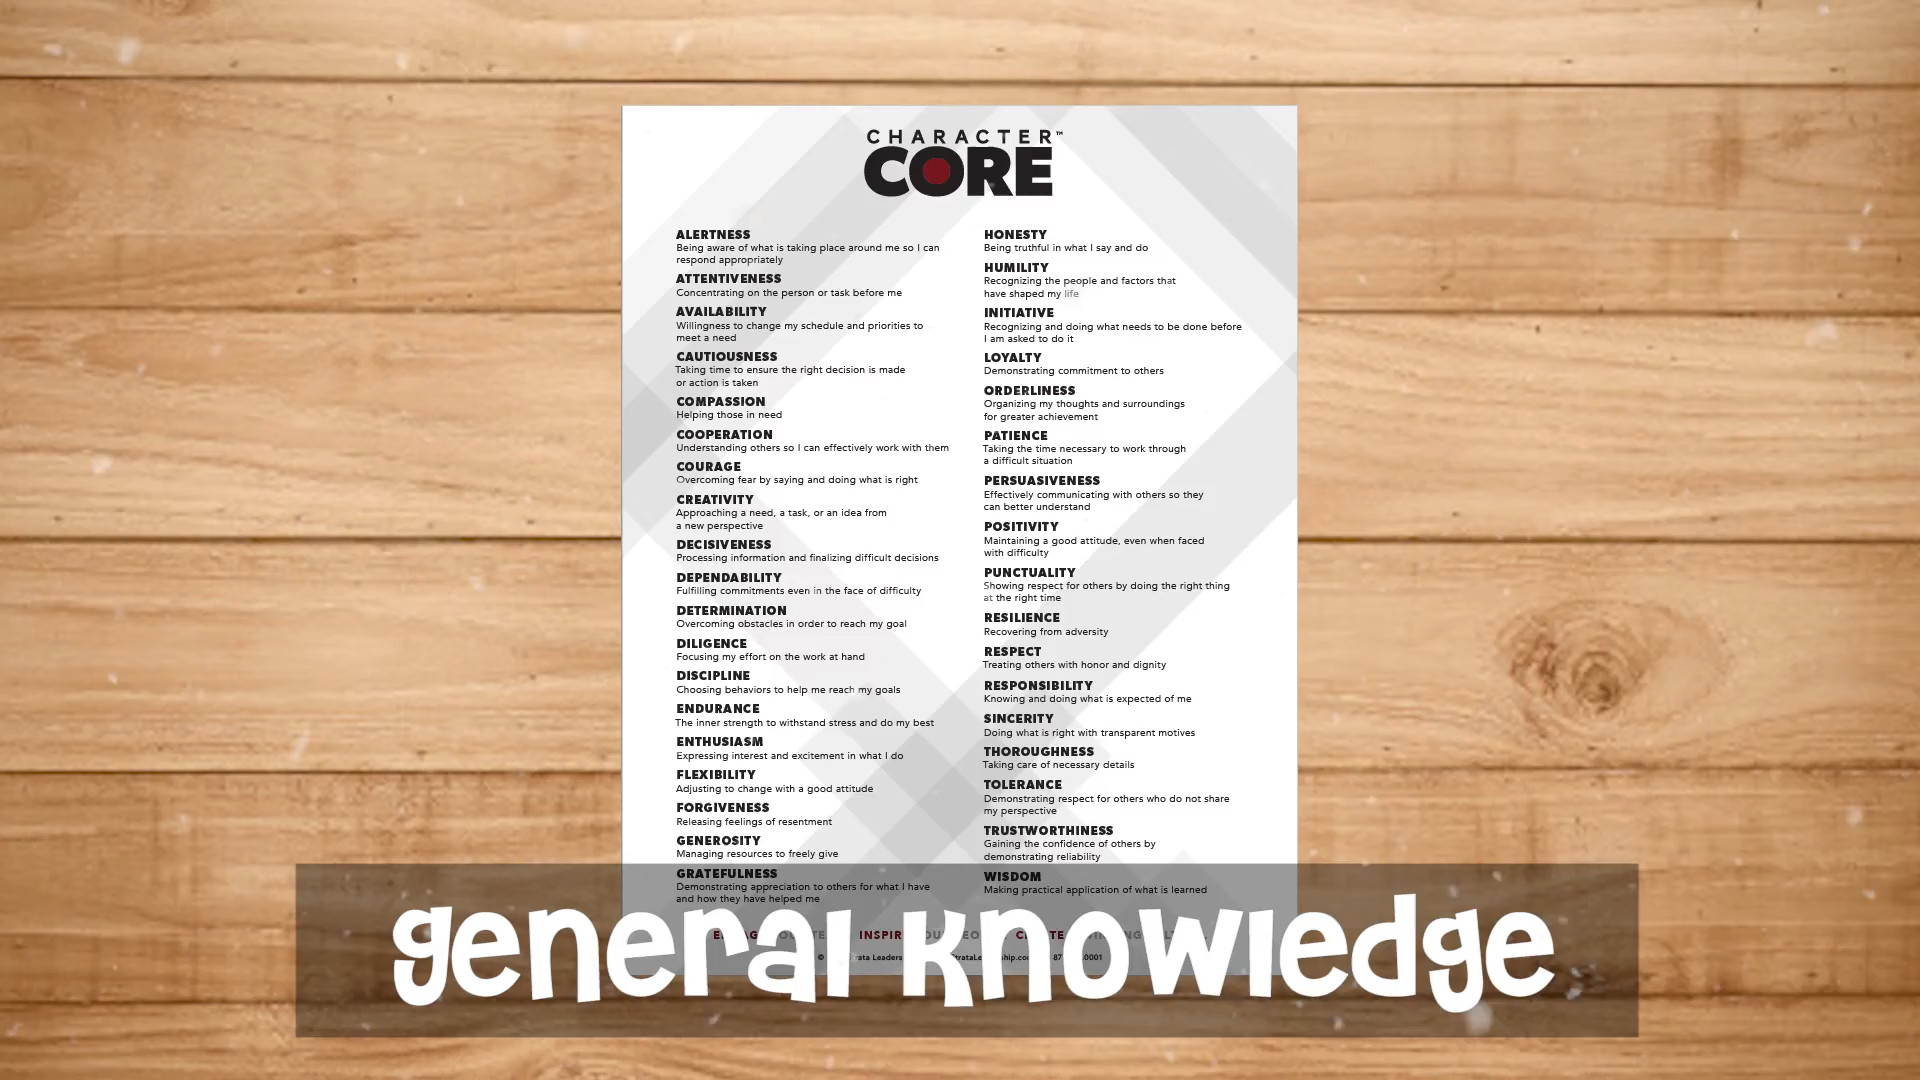 CHARACTER™
CORE
ALERTNESS
Being aware of what is taking place around me so I can
respond appropriately
ATTENTIVENESS
Concentrating on the person or task before me
AVAILABILITY
Willingness to change my schedule and priorities to
meet a need
CAUTIOUSNESS
Taking time to ensure the right decision is made
or action is taken
COMPASSION
Helping those in need
COOPERATION
Understanding others so I can effectively work with them
COURAGE
Overcoming fear by saying and doing what is right
CREATIVITY
Approaching a need, a task, or an idea from
a new perspective
DECISIVENESS
Processing information and finalizing difficult decisions
DEPENDABILITY
Fulfilling commitments even in the face of difficulty
DETERMINATION
Overcoming obstacles in order to reach my goal
DILIGENCE
Focusing my effort on the work at hand
DISCIPLINE
Choosing behaviors to help me reach my goals
ENDURANCE
The inner strength to withstand stress and do my best
ENTHUSIASM
Expressing interest and excitement in what I do
FLEXIBILITY
Adjusting to change with a good attitude
FORGIVENESS
Releasing feelings of resentment
GENEROSITY
Managing resources to freely give
GRATEFULNESS
Demonstrating appreciation to others for what I have
and how they have helped me
HONESTY
Being truthful in what I say and do
HUMILITY
Recognizing the people and factors that
have shaped my life
INITIATIVE
Recognizing and doing what needs to be done before
I am asked to do it
LOYALTY
Demonstrating commitment to others
ORDERLINESS
Organizing my thoughts and surroundings
for greater achievement
PATIENCE
Taking the time necessary to work through
a difficult situation
PERSUASIVENESS
Effectively communicating with others so they
can better understand
POSITIVITY
Maintaining a good attitude, even when faced
with difficulty
PUNCTUALITY
Showing respect for others by doing the right thing
at the right time
RESILIENCE
Recovering from adversity
RESPECT
Treating others with honor and dignity
RESPONSIBILITY
Knowing and doing what is expected of me
SINCERITY
Doing what is right with transparent motives
THOROUGHNESS
Taking care of necessary details
TOLERANCE
Demonstrating respect for others who do not share
my perspective
TRUSTWORTHINESS
Gaining the confidence of others by
demonstrating reliability
WISDOM
Making practical application of what is learned
general knowledge